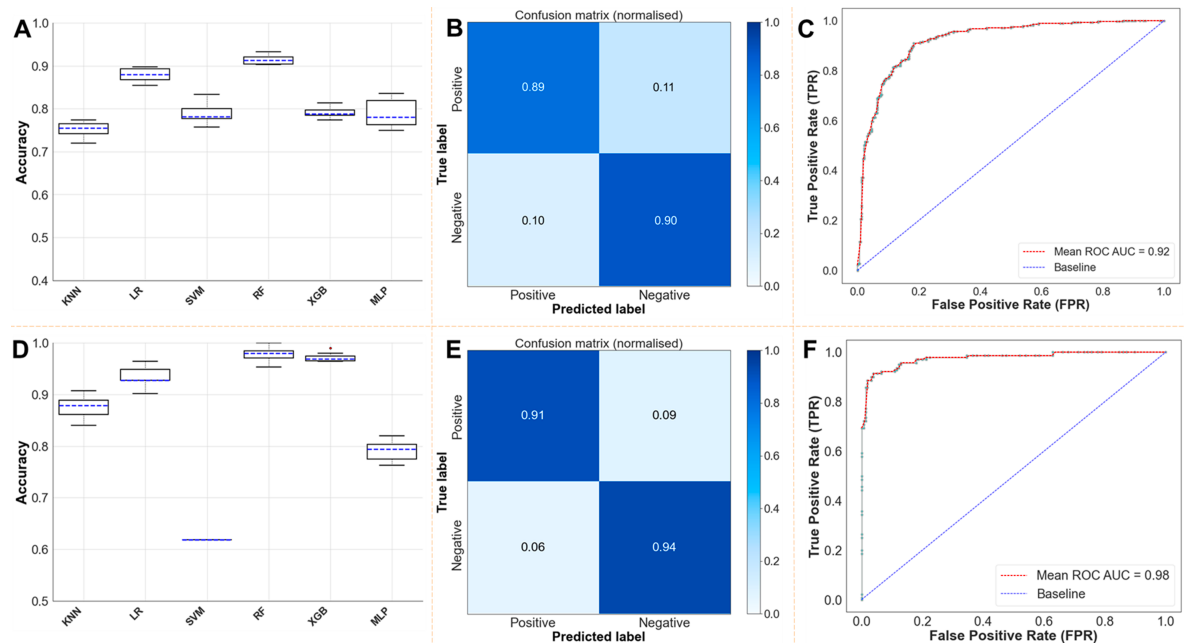 A
Accuracy
1.0
0.9
0.8
0.7
0.6
0.5
0.4
KNN
LR
SVM
RF
XGB
MLP
B
Confusion matrix (normalised)
True label
Positive
Negative
0.89
0.11
0.10
0.90
Positive
Negative
Predicted label
1.0
0.8
0.6
0.4
0.2
0.0
C
True Positive Rate (TPR)
1.0
0.8
0.6
0.4
0.2
0.0
Mean ROC AUC = 0.92
Baseline
0.0
0.2
0.4
0.6
0.8
1.0
False Positive Rate (FPR)
D
Accuracy
1.0
0.9
0.8
0.7
0.6
0.5
KNN
LR
SVM
RF
XGB
MLP
E
Confusion matrix (normalised)
True label
Positive
Negative
0.91
0.09
0.06
0.94
Positive
Negative
Predicted label
1.0
0.8
0.6
0.4
0.2
0.0
F
True Positive Rate (TPR)
1.0
0.8
0.6
0.4
0.2
0.0
Mean ROC AUC = 0.98
Baseline
0.0
0.2
0.4
0.6
0.8
1.0
False Positive Rate (FPR)